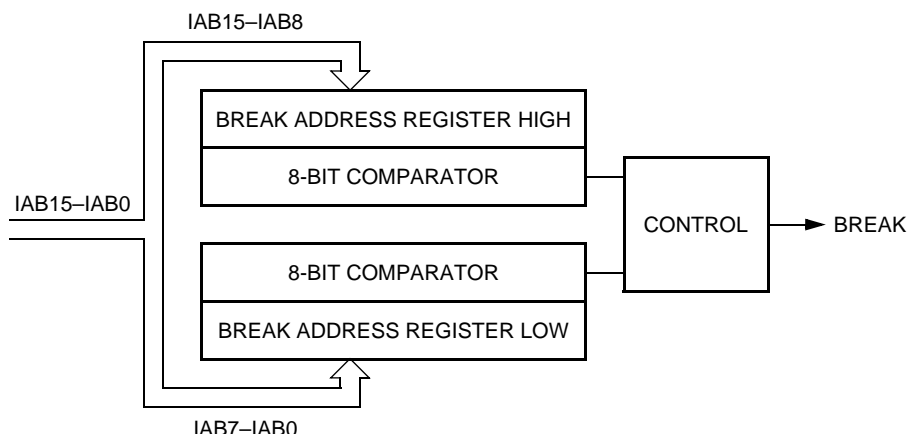 IAB15–IAB8
BREAK ADDRESS REGISTER HIGH
8-BIT COMPARATOR
IAB15–IAB0
CONTROL
BREAK
8-BIT COMPARATOR
BREAK ADDRESS REGISTER LOW
IAB7–IAB0